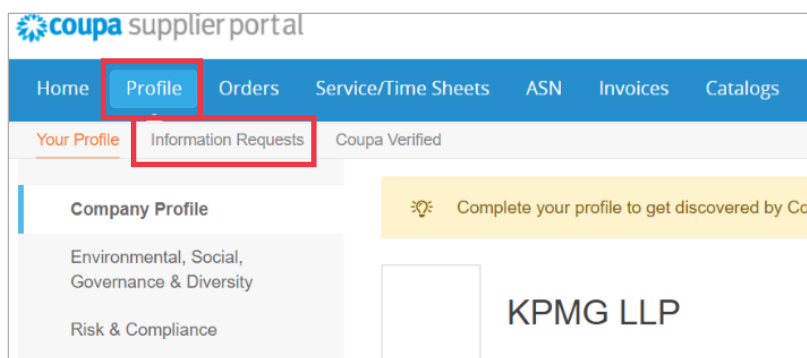 coupa supplier portal
Home Profile Orders Service/Time Sheets ASN Invoices Catalogs
Your Profile Information Requests Coupa Verified
Company Profile
Complete your profile to get discovered by Co
Environmental, Social,
Governance & Diversity
KPMG LLP
Risk & Compliance